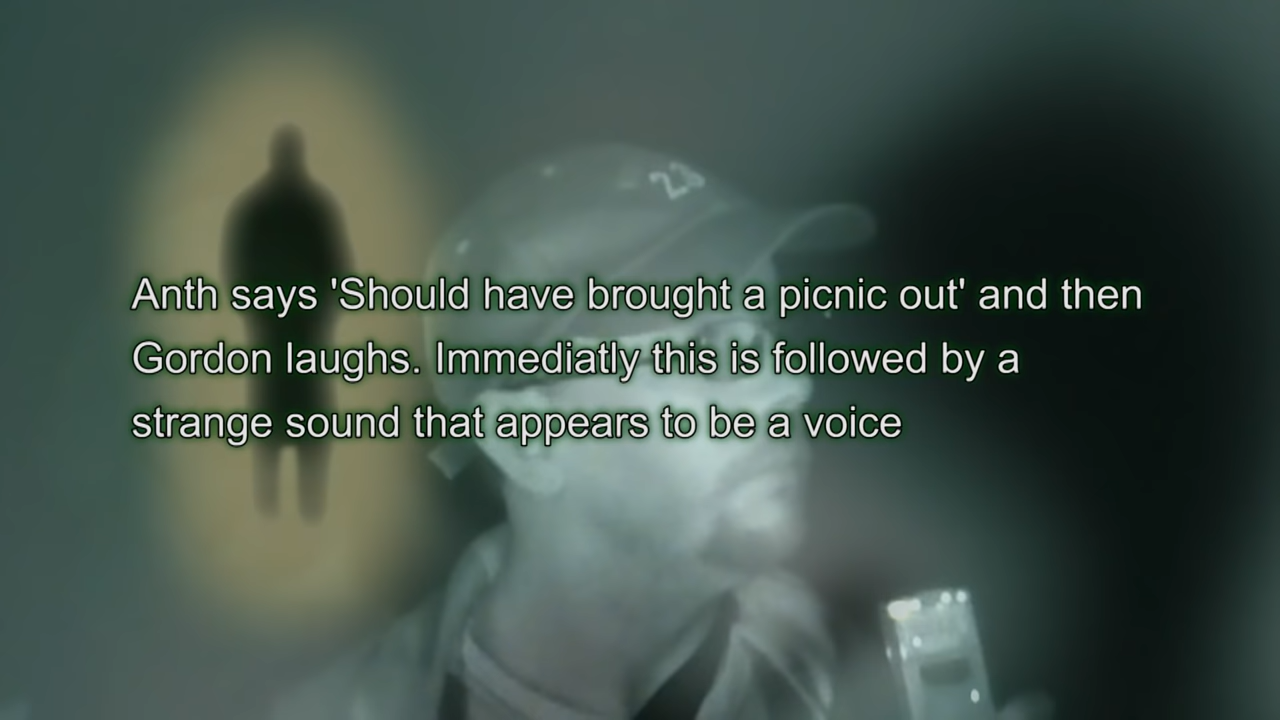 Anth says 'Should have brought a picnic out' and then
Gordon laughs. Immediatly this is followed by a
strange sound that appears to be a voice